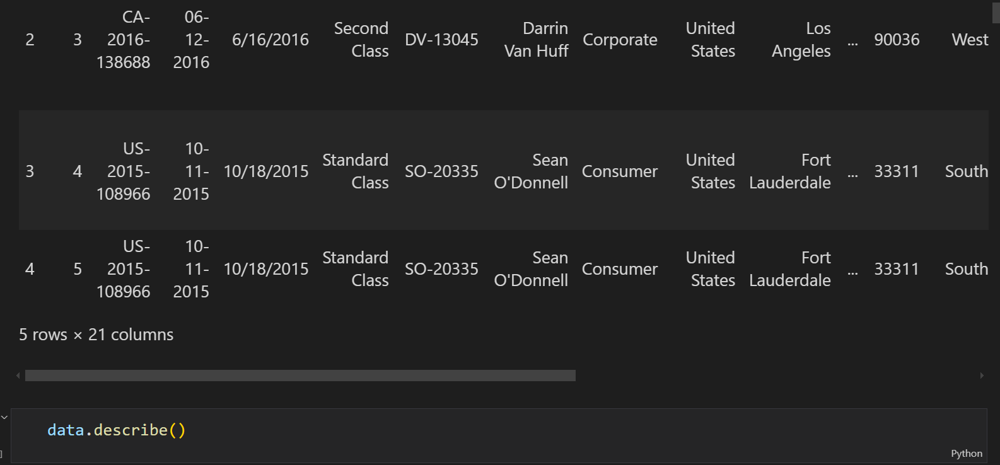 CA- 06-
Second Darrin United Los
2 3 2016- 12- 6/16/2016 DV-13045 Corporate ... 90036 West
Class Van Huff States Angeles
138688 2016
US- 10-
Standard Sean United Fort
3 4 2015- 11- 10/18/2015 SO-20335 Consumer ... 33311 South
Class O'Donnell States Lauderdale
108966 2015
US- 10-
Standard Sean United Fort
4 5 2015- 11- 10/18/2015 SO-20335 Consumer ... 33311 South
Class O'Donnell States Lauderdale
108966 2015
5 rows × 21 columns
data.describe()
]
Python